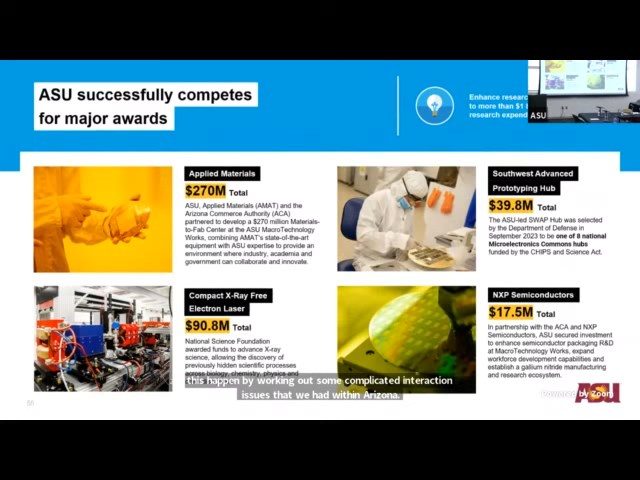 ASU successfully competes
for major awards
Enhance resear
to more than $1
research expend
ASU
Applied Materials
$270M Total
ASU, Applied Materials (AMAT) and the
Arizona Commerce Authority (ACA)
partnered to develop a $270 million Materials-
to-Fab Center at the ASU MacroTechnology
Works, combining AMAT's state-of-the-art
equipment with ASU expertise to provide an
environment where industry, academia and
government can collaborate and innovate.
Southwest Advanced
Prototyping Hub
$39.8M Total
The ASU-led SWAP Hub was selected
by the Department of Defense in
September 2023 to be one of 8 national
Microelectronics Commons hubs
funded by the CHIPS and Science Act.
Compact X-Ray Free
Electron Laser
$90.8M Total
National Science Foundation
awarded funds to advance X-ray
science, allowing the discovery of
previously hidden scientific processes
across biology, chemistry, physics and
NXP Semiconductors
$17.5M Total
In partnership with the ACA and NXP
Semiconductors, ASU secured investment
to enhance semiconductor packaging R&D
at MacroTechnology Works, expand
workforce development capabilities and
establish a gallium nitride manufacturing
and research ecosystem.
this happen by working out some complicated interaction
issues that we had within Arizona.
ASU
Powered by Zoom